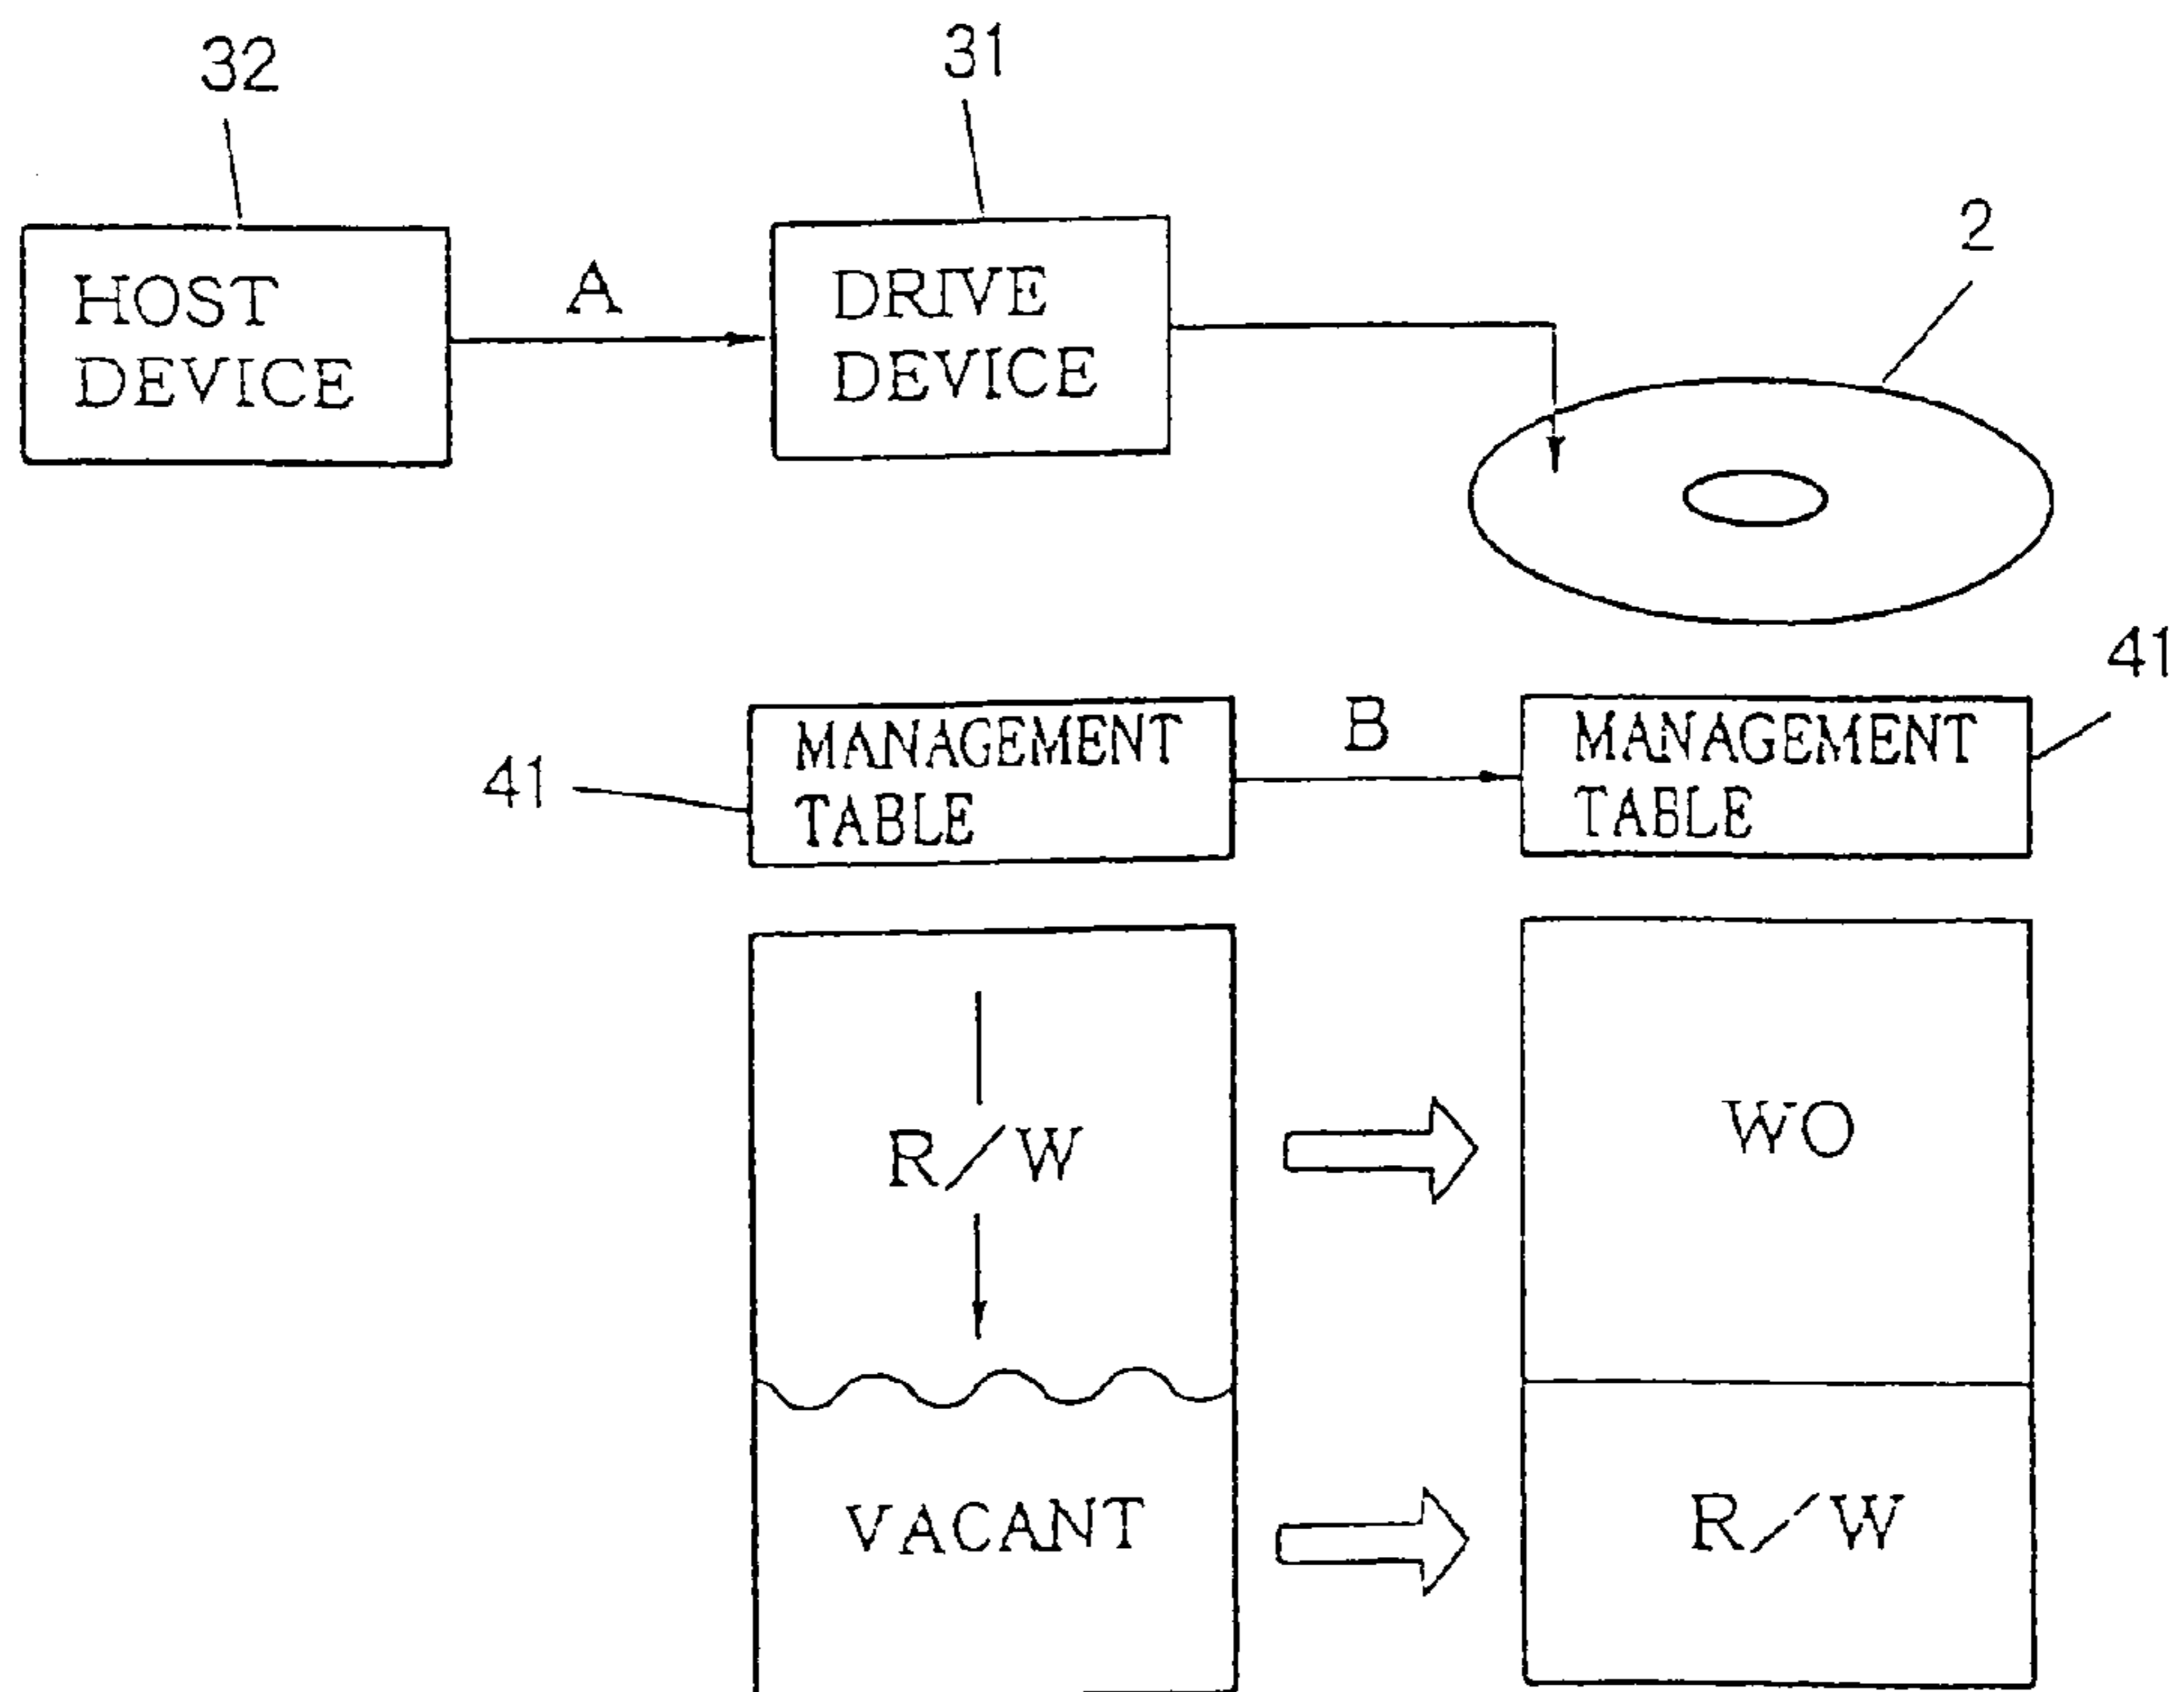 32
31
2
HOST
DEVICE
A
DRIVE
DEVICE
41
MANAGEMENT
TABLE
B
MANAGEMENT
TABLE
41
R/W
WO
VACANT
R/W